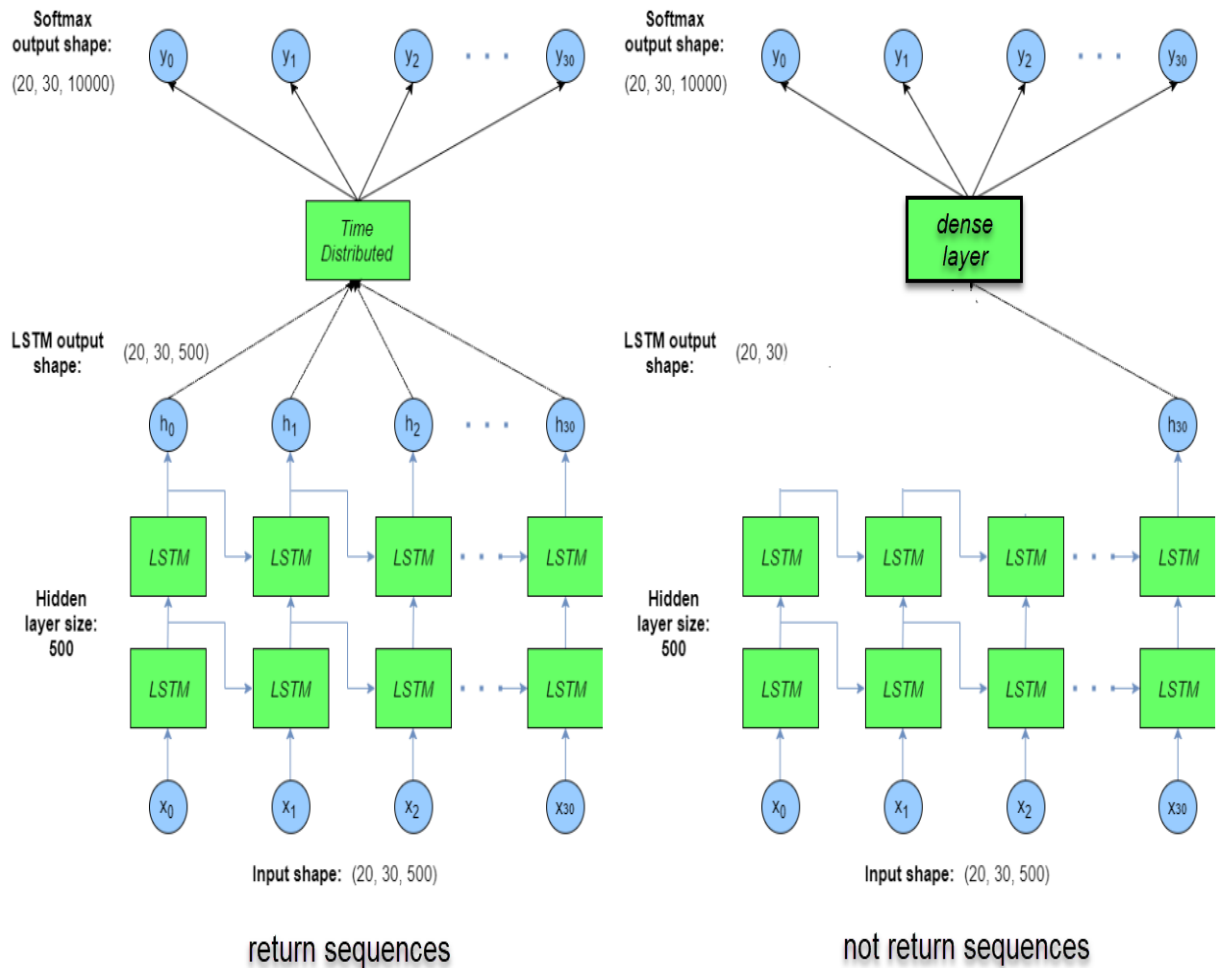 Softmax
output shape:
(20, 30, 10000)
y0 y1 y2 . . . y30
Time
Distributed
LSTM output
shape:
(20, 30, 500)
h0 h1 h2 . . . h30
LSTM LSTM LSTM . . . LSTM
Hidden
layer size:
500
LSTM LSTM LSTM . . . LSTM
x0 x1 x2 . . . x30
Input shape: (20, 30, 500)
return sequences
Softmax
output shape:
(20, 30, 10000)
y0 y1 y2 . . . y30
dense
layer
LSTM output
shape:
(20, 30)
h30
LSTM LSTM LSTM . . . LSTM
Hidden
layer size:
500
LSTM LSTM LSTM . . . LSTM
x0 x1 x2 . . . x30
Input shape: (20, 30, 500)
not return sequences